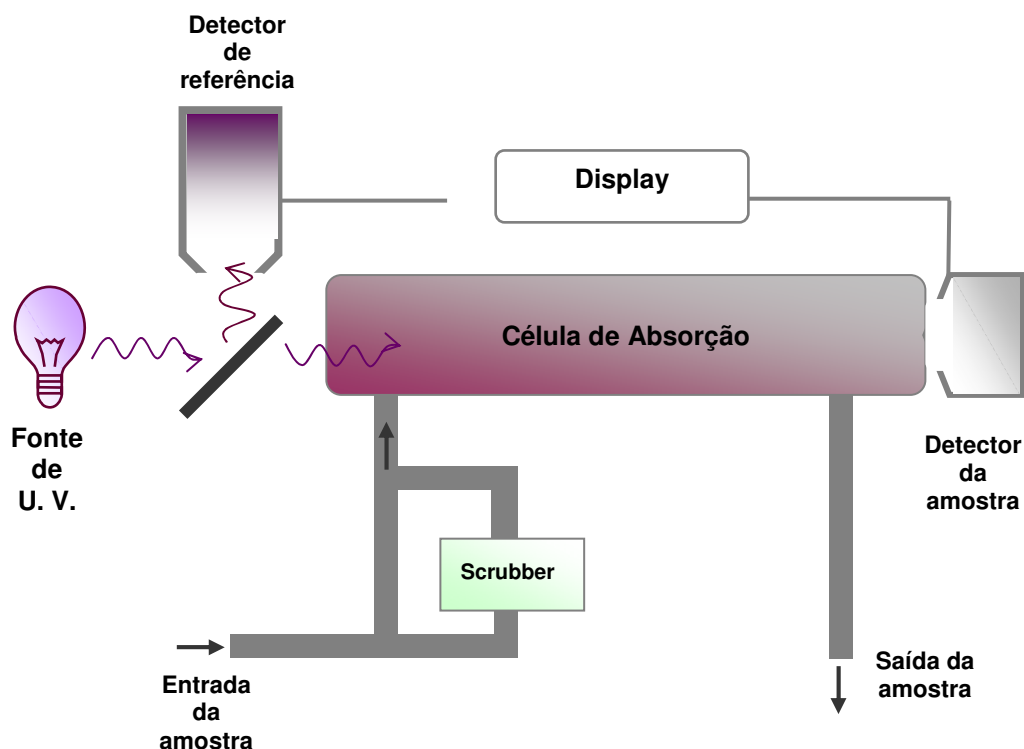 Detector
de
referência
Display
Célula de Absorção
Fonte
de
U. V.
Detector
da
amostra
Scrubber
Entrada
da
amostra
Saída da
amostra